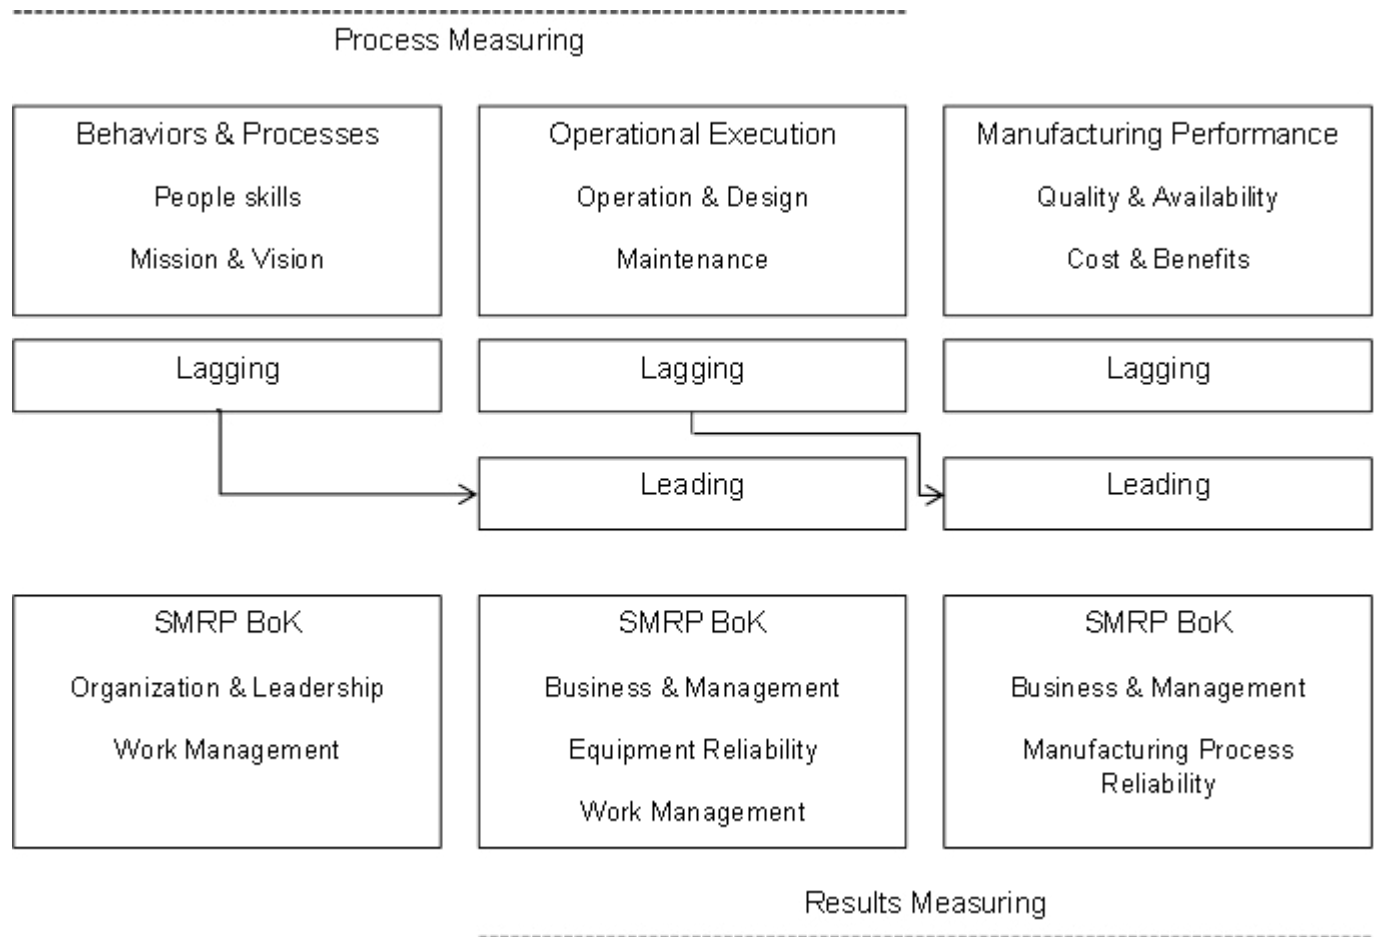 Process Measuring
Behaviors & Processes
People skills
Mission & Vision
Operational Execution
Operation & Design
Maintenance
Manufacturing Performance
Quality & Availability
Cost & Benefits
Lagging
Lagging
Lagging
Leading
Leading
SMRP BoK
Organization & Leadership
Work Management
SMRP BoK
Business & Management
Equipment Reliability
Work Management
SMRP BoK
Business & Management
Manufacturing Process
Reliability
Results Measuring